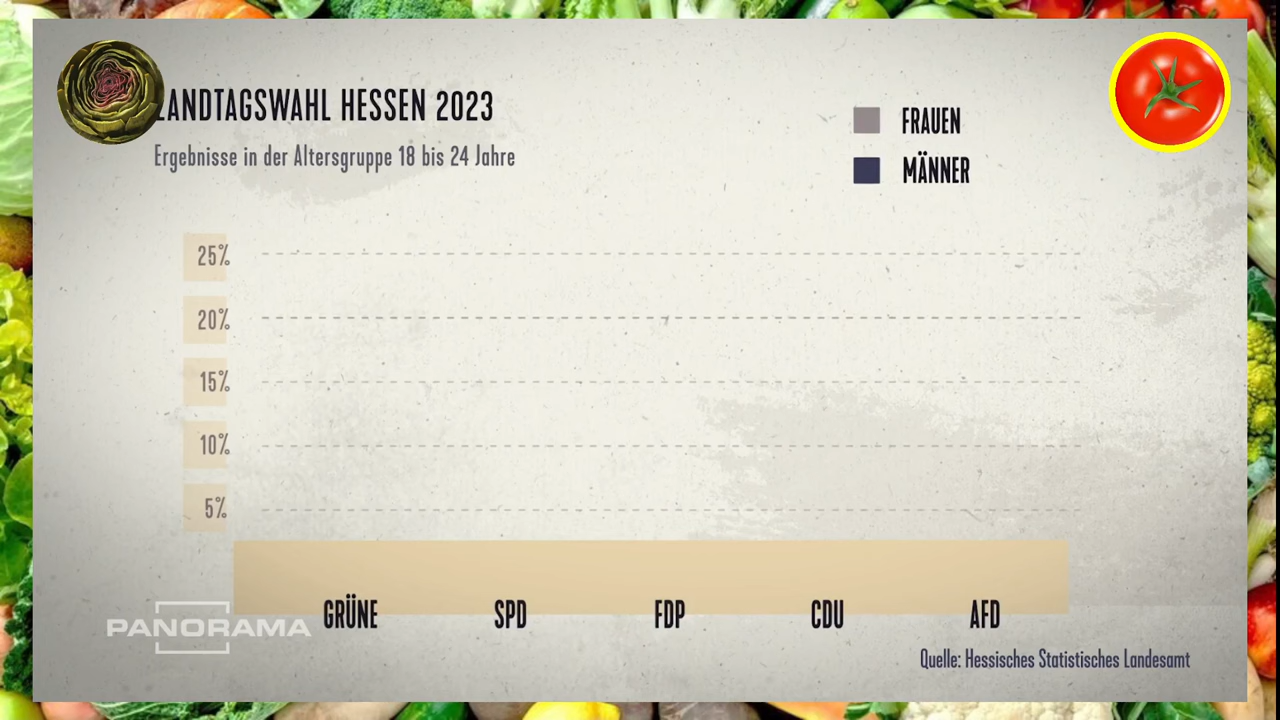 LANDTAGSWAHL HESSEN 2023
Ergebnisse in der Altersgruppe 18 bis 24 Jahre
FRAUEN
MÄNNER
25%
20%
15%
10%
5%
GRÜNE SPD FDP CDU AFD
PANORAMA
Quelle: Hessisches Statistisches Landesamt